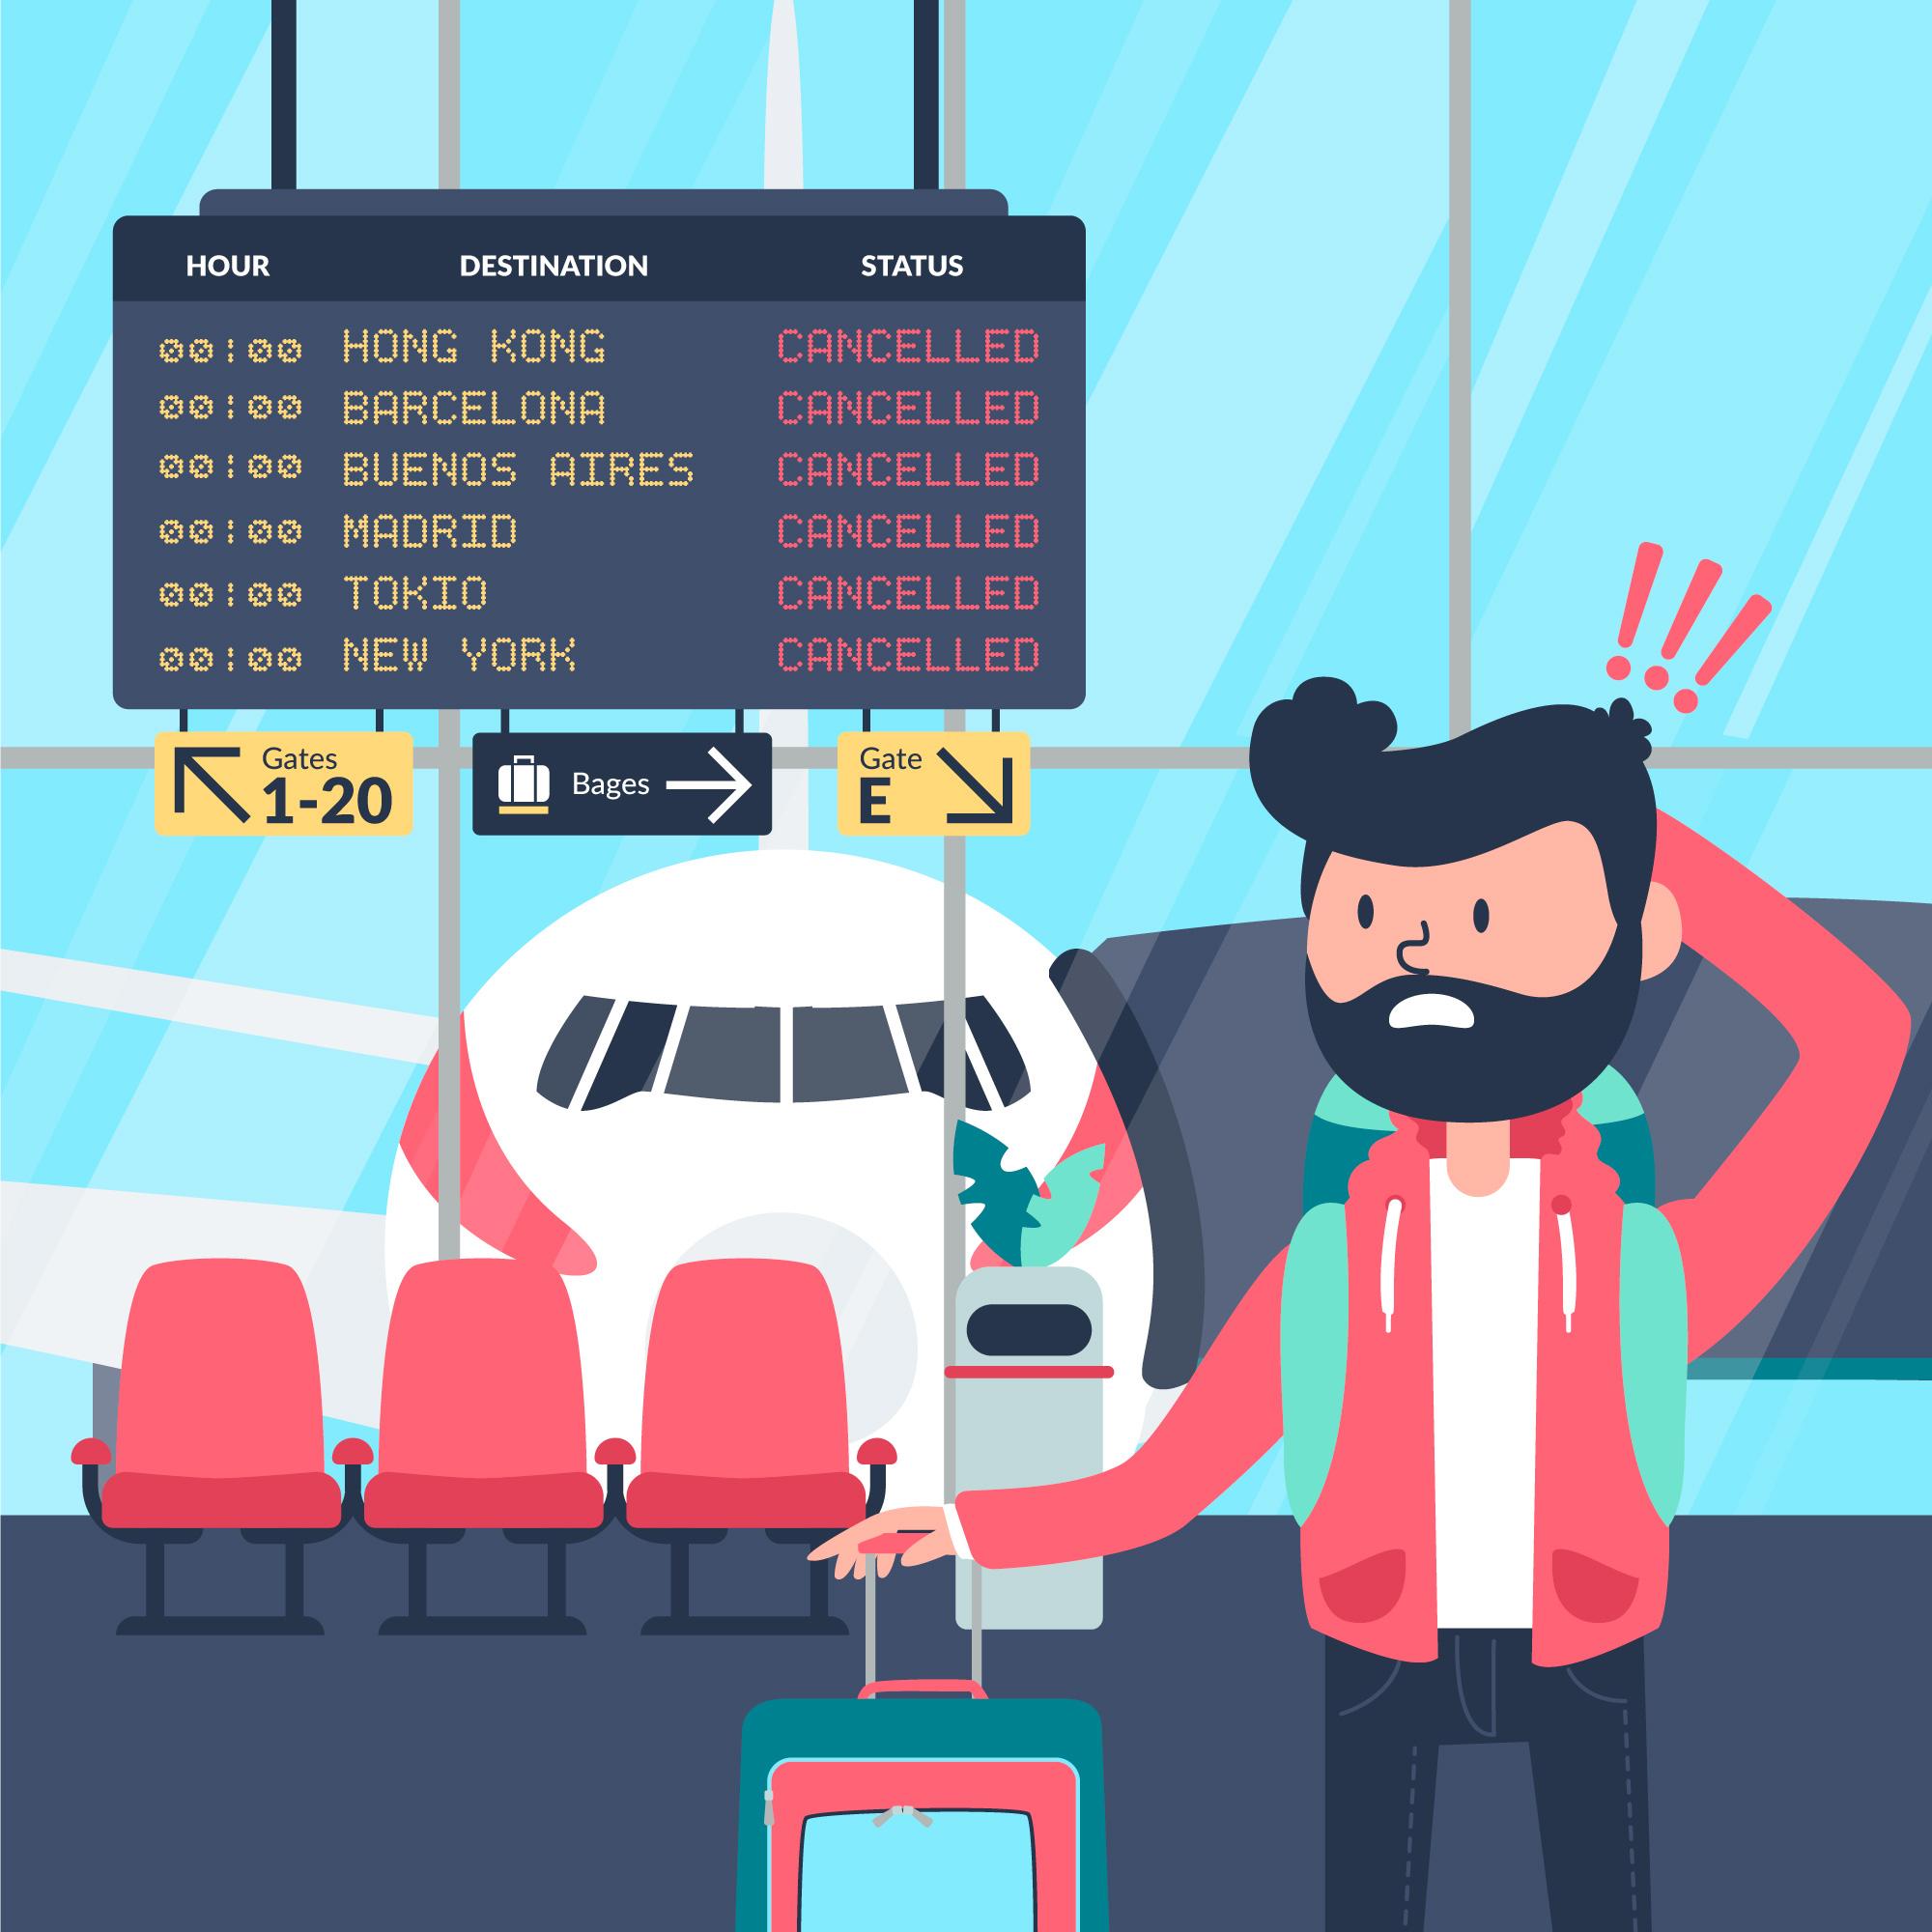 HOUR DESTINATION STATUS
00:00 HONG KONG CANCELLED
00:00 BARCELONA CANCELLED
00:00 BUENOS AIRES CANCELLED
00:00 MADRID CANCELLED
00:00 TOKIO CANCELLED
00:00 NEW YORK CANCELLED
Gates
1-20
Bages
Gate
E
!!!